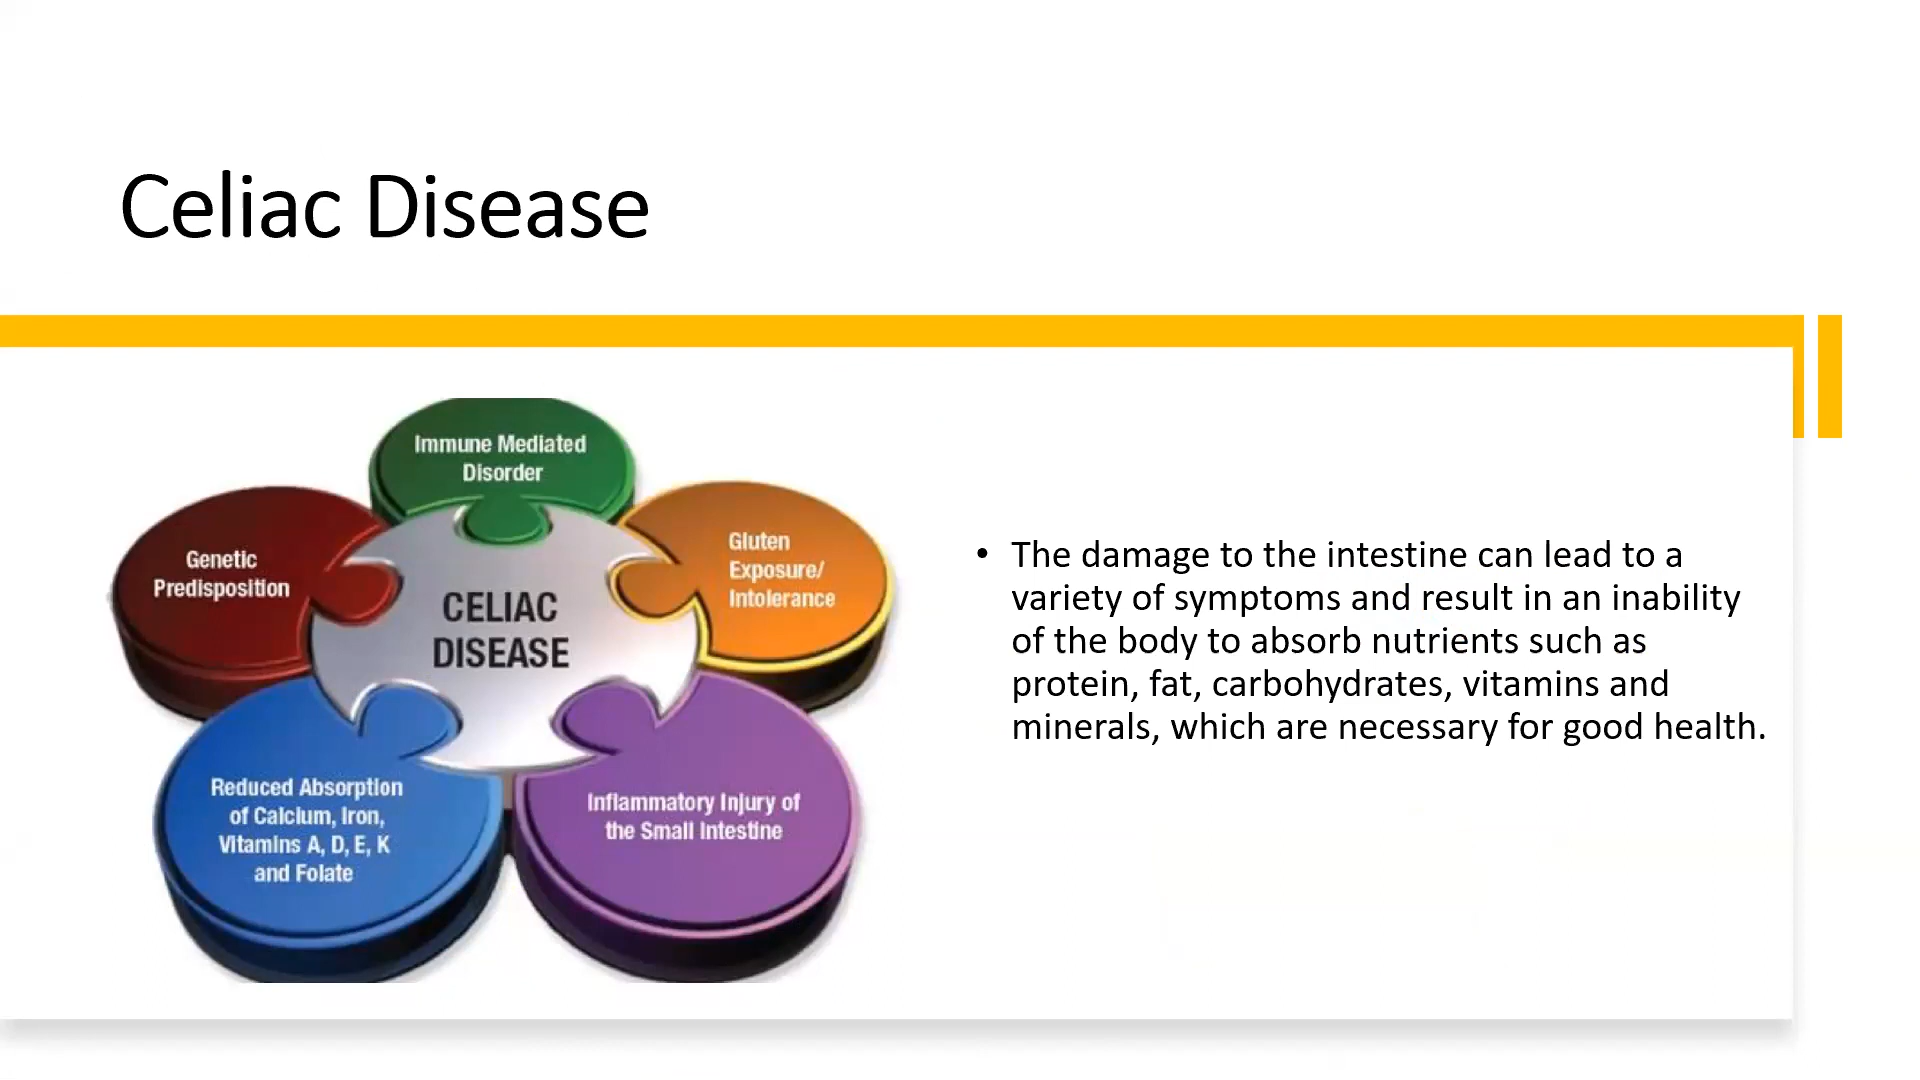 Celiac Disease
Immune Mediated
Disorder
Genetic
Predisposition
Gluten
Exposure/
Intolerance
CELIAC
DISEASE
Reduced Absorption
of Calcium, Iron,
Vitamins A, D, E, K
and Folate
Inflammatory Injury of
the Small Intestine
• The damage to the intestine can lead to a
variety of symptoms and result in an inability
of the body to absorb nutrients such as
protein, fat, carbohydrates, vitamins and
minerals, which are necessary for good health.